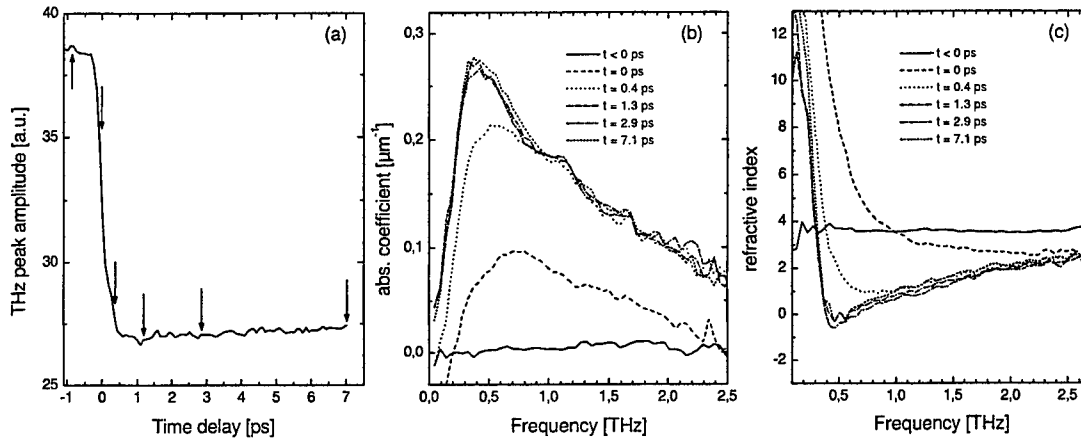 (a)
THz peak amplitude [a.u.]
40
35
30
25
-1 0 1 2 3 4 5 6 7
Time delay [ps]
(b)
abs. coefficient [µm⁻¹]
0,3
0,2
0,1
0,0
t < 0 ps
t = 0 ps
t = 0.4 ps
t = 1.3 ps
t = 2.9 ps
t = 7.1 ps
0,0 0,5 1,0 1,5 2,0 2,5
Frequency [THz]
(c)
refractive index
12
10
8
6
4
2
0
-2
t < 0 ps
t = 0 ps
t = 0.4 ps
t = 1.3 ps
t = 2.9 ps
t = 7.1 ps
0,5 1,0 1,5 2,0 2,5
Frequency [THz]